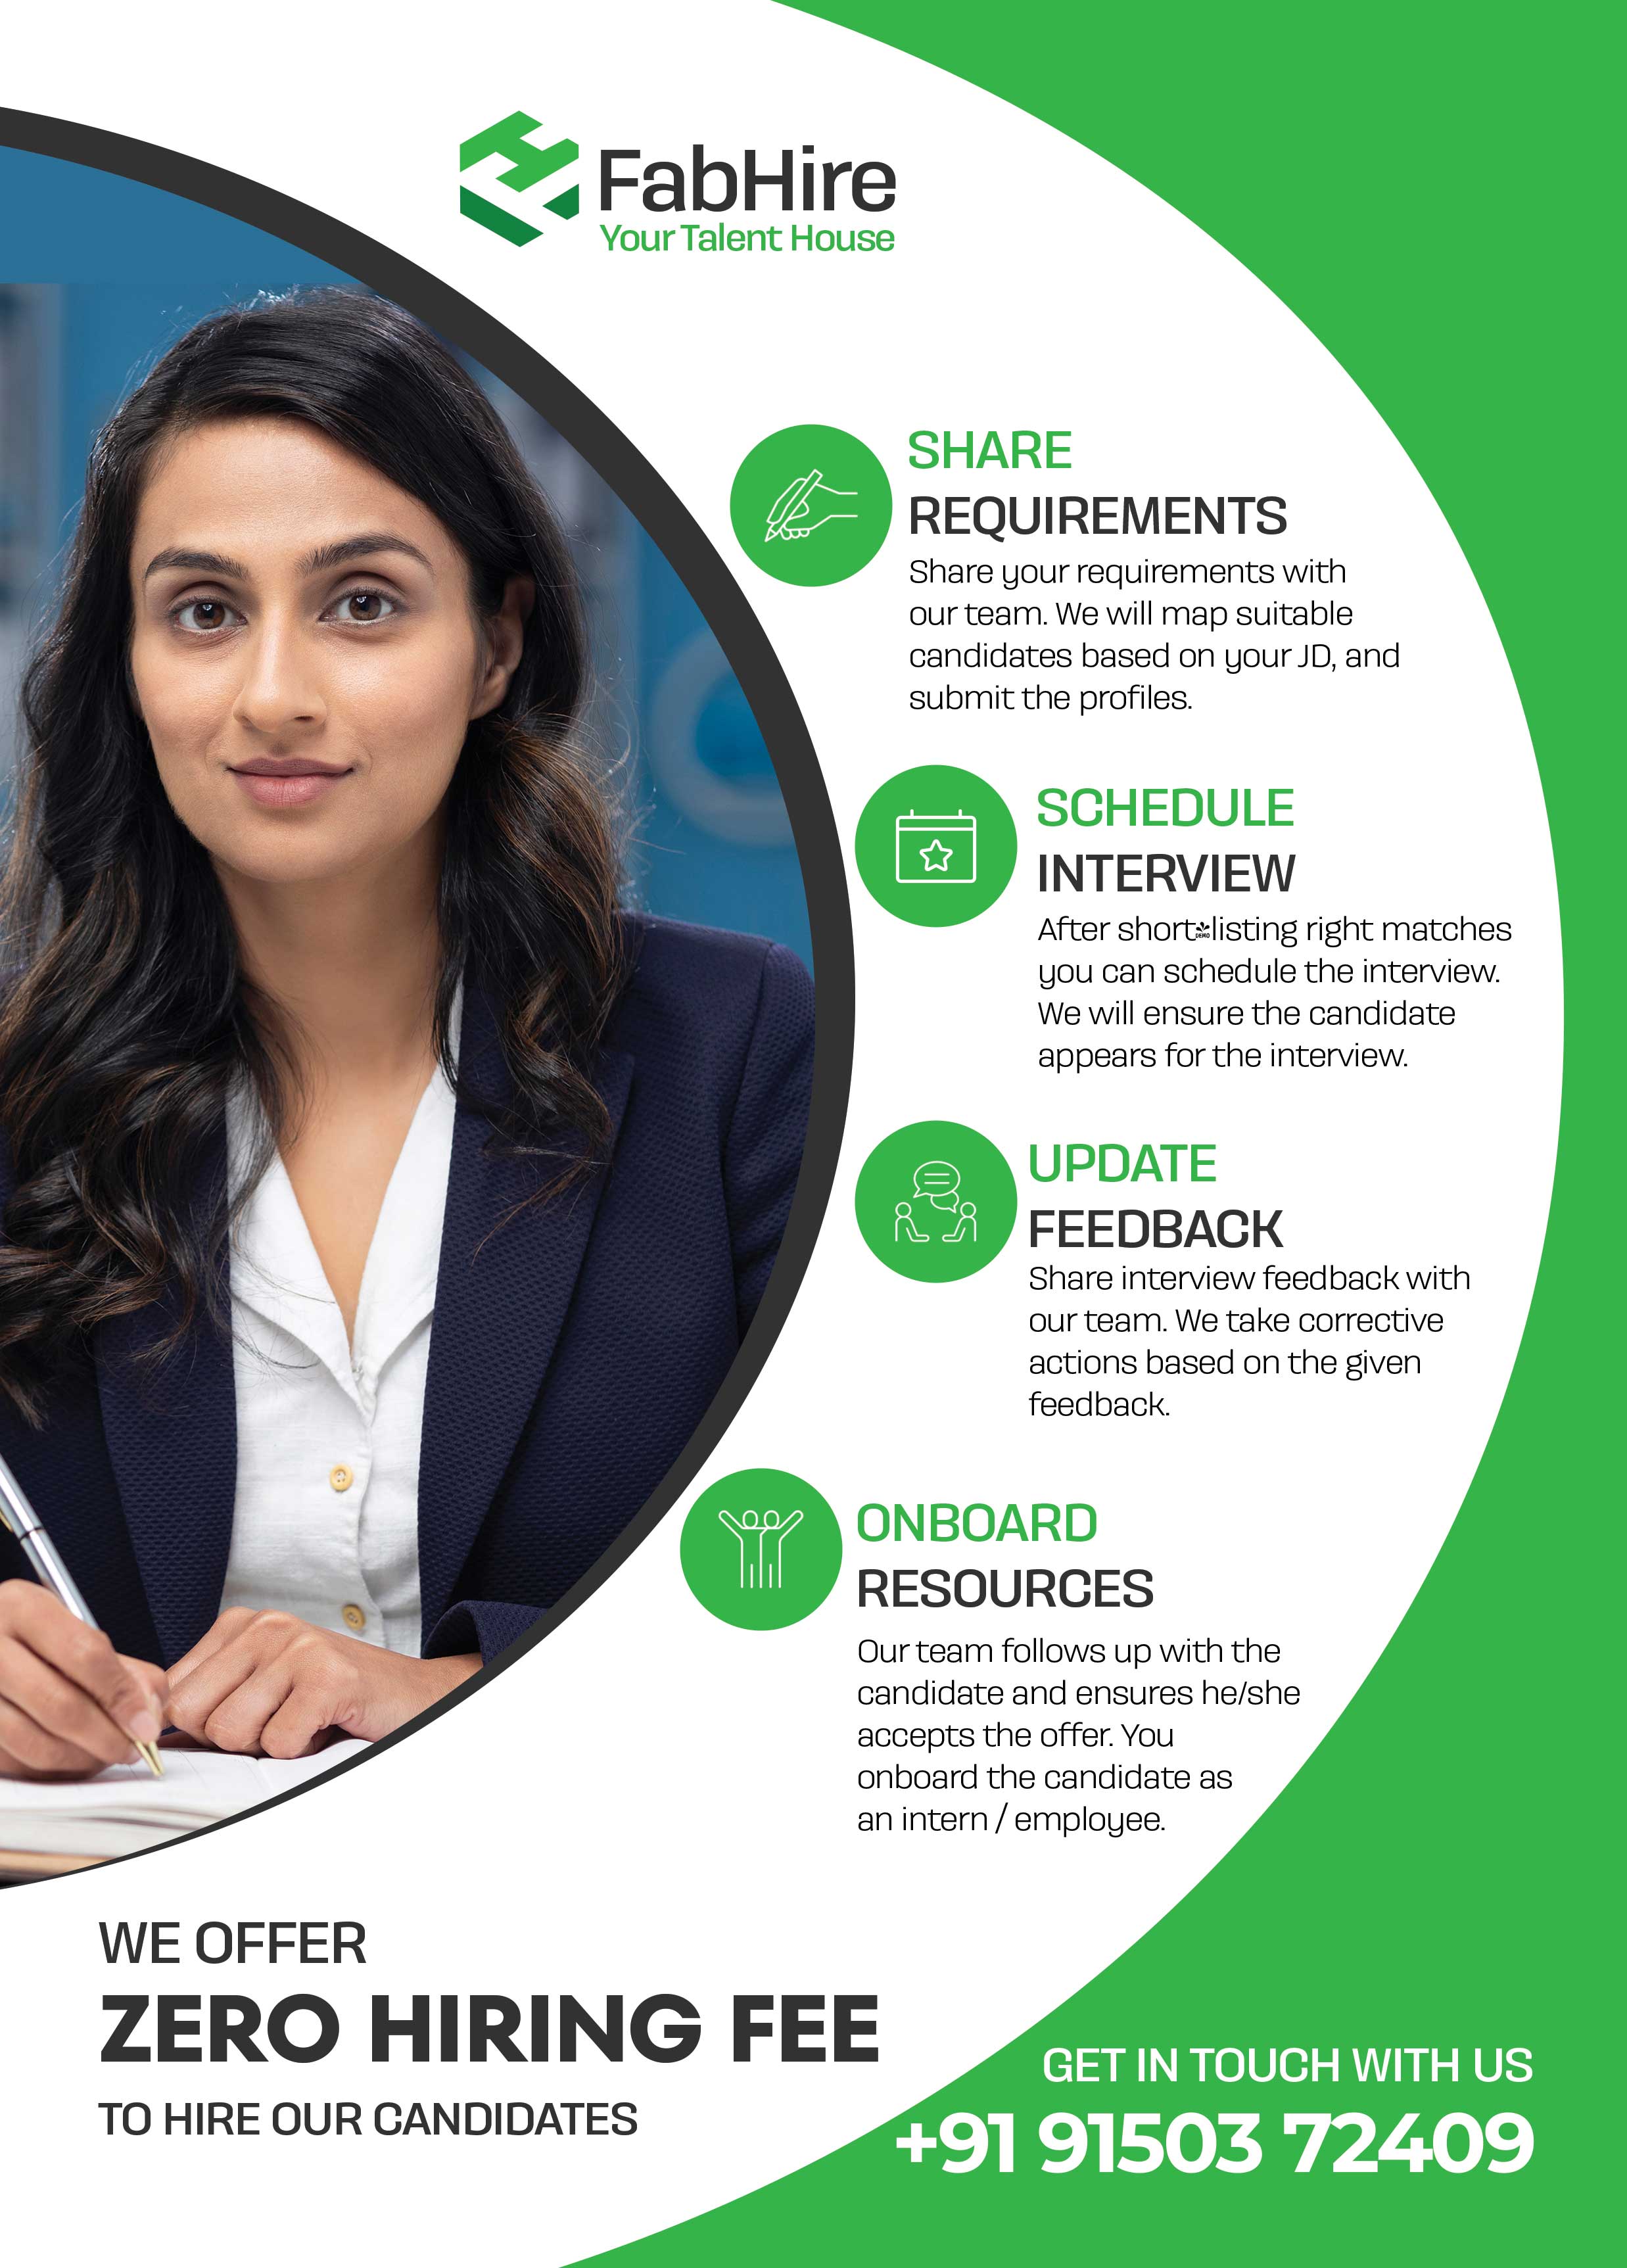 FabHire
Your Talent House
SHARE
REQUIREMENTS
Share your requirements with
our team. We will map suitable
candidates based on your JD, and
submit the profiles.
SCHEDULE
INTERVIEW
After short-listing right matches
you can schedule the interview.
We will ensure the candidate
appears for the interview.
UPDATE
FEEDBACK
Share interview feedback with
our team. We take corrective
actions based on the given
feedback.
ONBOARD
RESOURCES
Our team follows up with the
candidate and ensures he/she
accepts the offer. You
onboard the candidate as
an intern / employee.
WE OFFER
ZERO HIRING FEE
TO HIRE OUR CANDIDATES
GET IN TOUCH WITH US
+91 91503 72409